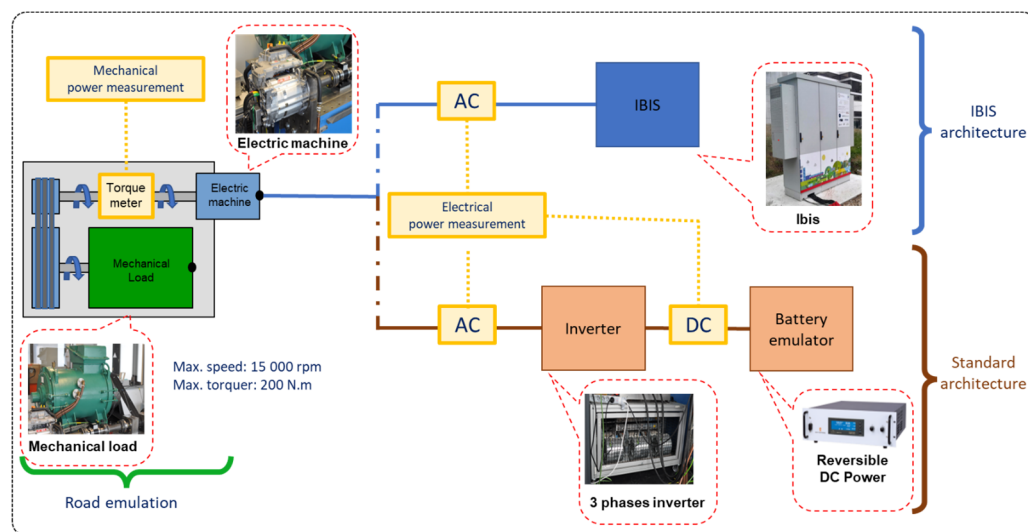 Mechanical
power measurement
Electric machine
AC
IBIS
IBIS
architecture
Ibis
Torque
meter
Electric
machine
Electrical
power measurement
Mechanical
Load
AC
Inverter
DC
Battery
emulator
Max. speed: 15 000 rpm
Max. torquer: 200 N.m
Standard
architecture
Mechanical load
Road emulation
3 phases inverter
Reversible
DC Power